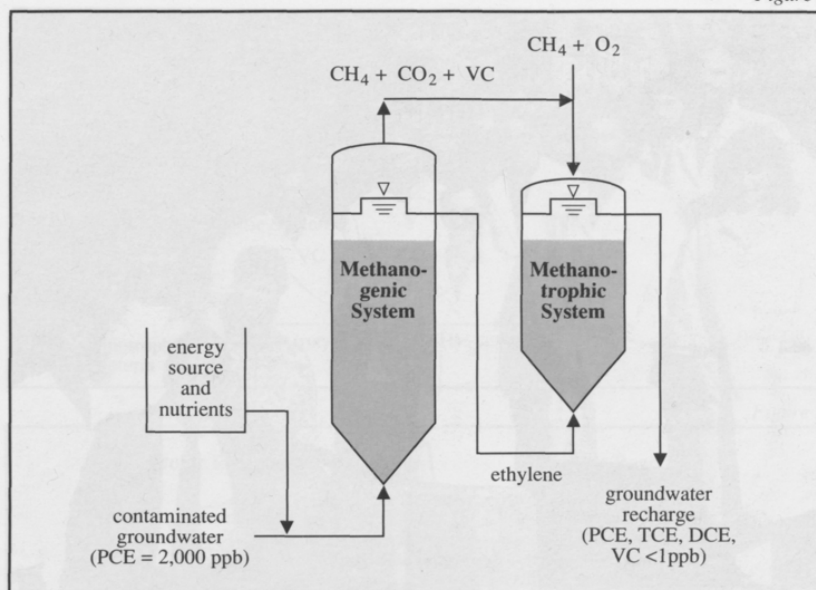 CH4 + O2
CH4 + CO2 + VC
Methano-
genic
System
Methano-
trophic
System
energy
source
and
nutrients
ethylene
contaminated
groundwater
(PCE = 2,000 ppb)
groundwater
recharge
(PCE, TCE, DCE,
VC <1ppb)